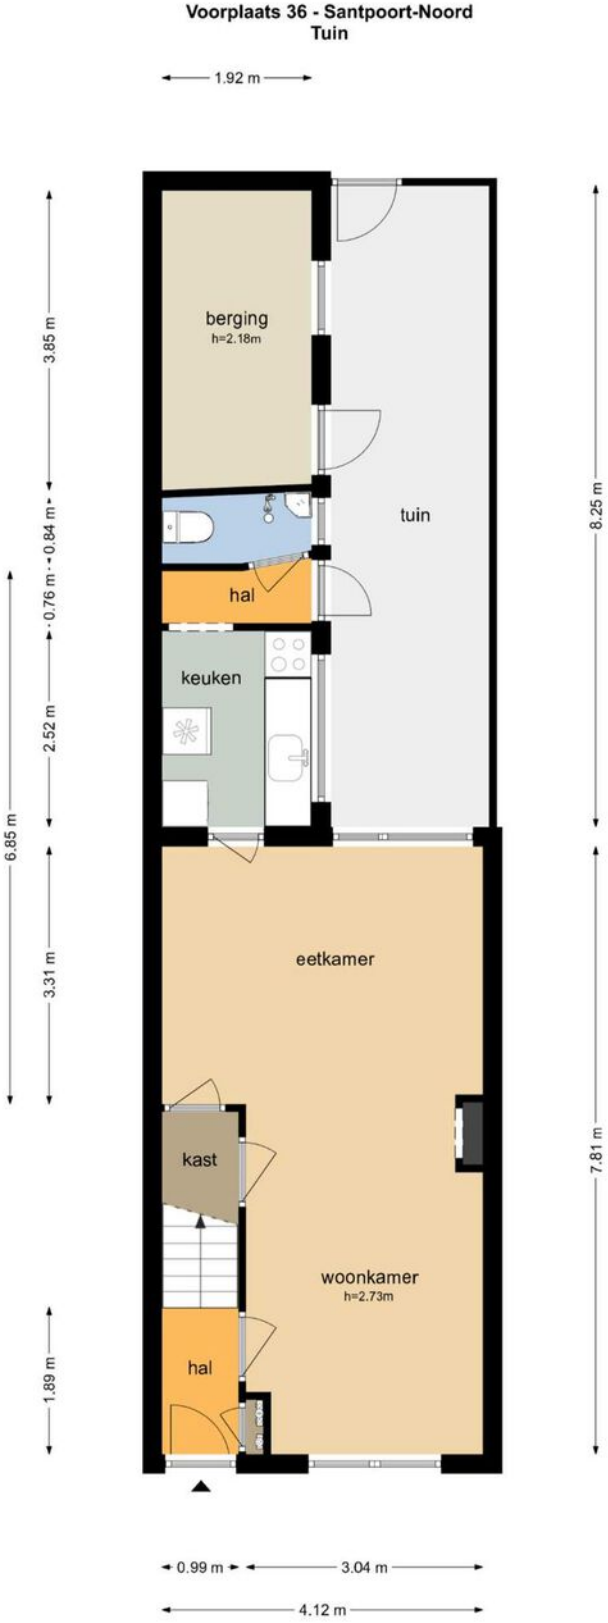 Voorplaats 36 - Santpoort-Noord
Tuin
1.92 m
berging
h=2.18m
3.85 m
8.25 m
tuin
0.84 m
hal
0.76 m
keuken
2.52 m
6.85 m
eetkamer
3.31 m
kast
7.81 m
woonkamer
h=2.73m
hal
1.89 m
0.99 m
3.04 m
4.12 m